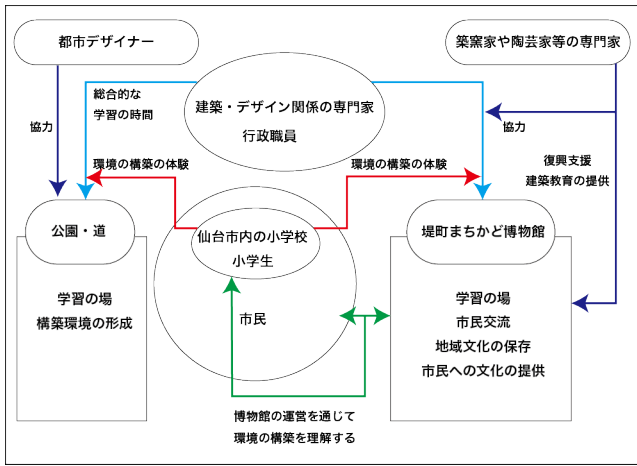 都市デザイナー
築窯家や陶芸家等の専門家
建築・デザイン関係の専門家
行政職員
総合的な
学習の時間
協力
協力
復興支援
建築教育の提供
環境の構築の体験
環境の構築の体験
公園・道
仙台市内の小学校
小学生
堤町まちかど博物館
学習の場
構築環境の形成
市民
学習の場
市民交流
地域文化の保存
市民への文化の提供
博物館の運営を通じて
環境の構築を理解する